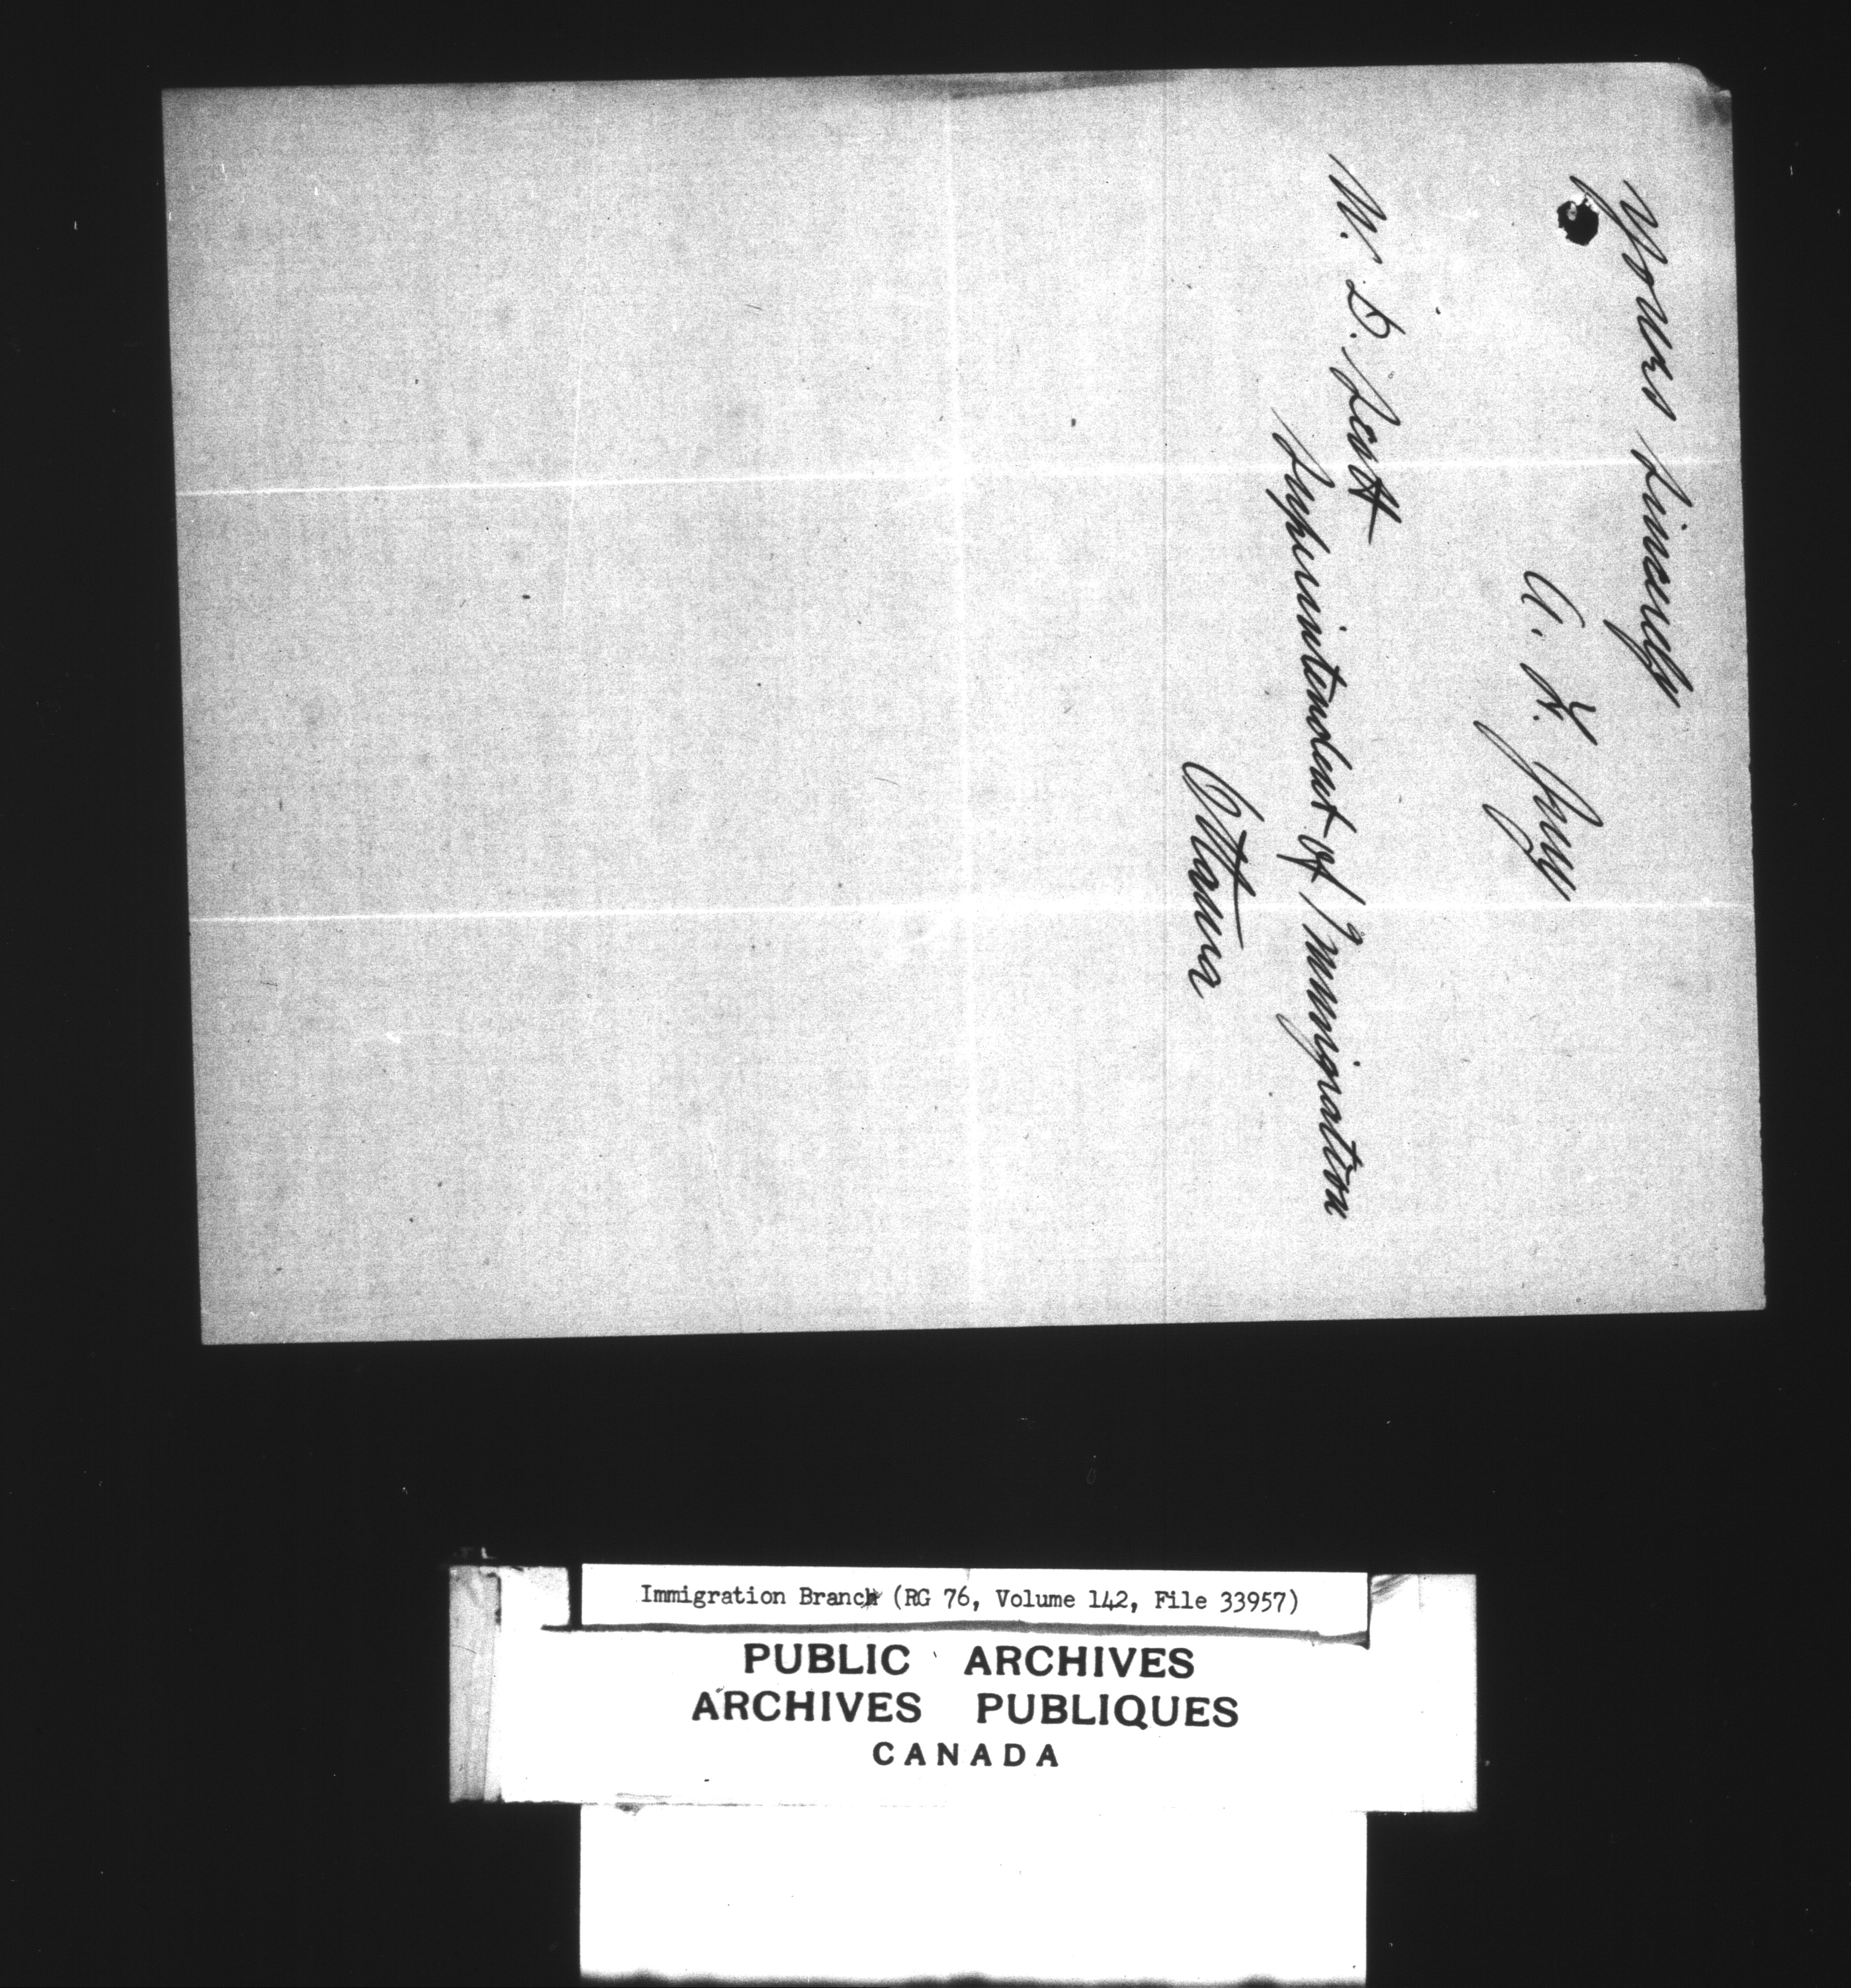 Yours Sincerely
A. K.
W. D. Scott
Superintendent of Immigration
Ottawa
Immigration Branch (RG 76, Volume 142, File 33957)
PUBLIC ARCHIVES
ARCHIVES PUBLIQUES
CANADA